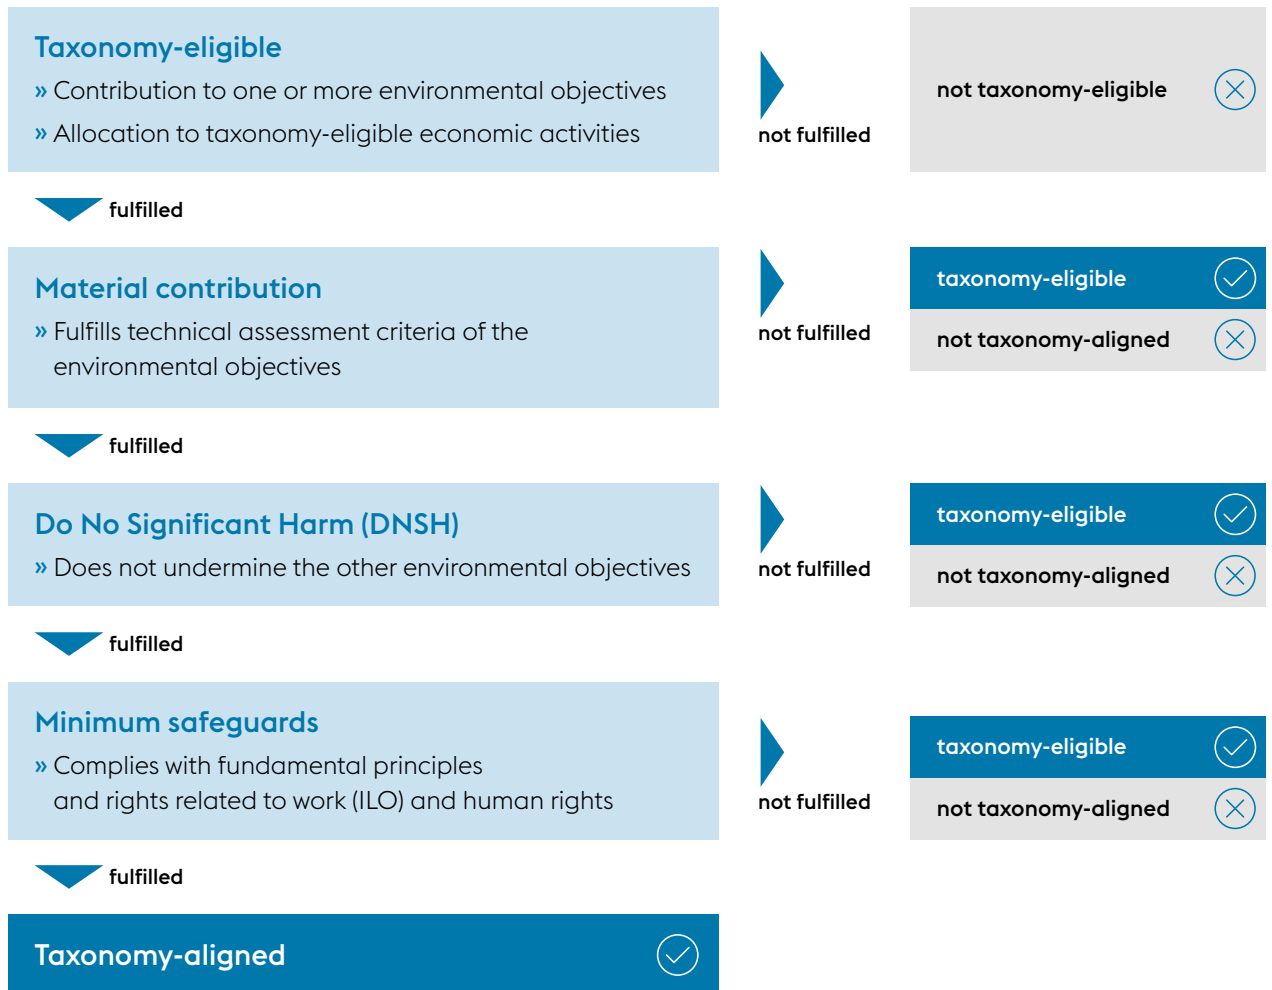 Taxonomy-eligible
» Contribution to one or more environmental objectives
» Allocation to taxonomy-eligible economic activities
not fulfilled
not taxonomy-eligible
fulfilled
Material contribution
» Fulfills technical assessment criteria of the
environmental objectives
not fulfilled
taxonomy-eligible
not taxonomy-aligned
fulfilled
Do No Significant Harm (DNSH)
» Does not undermine the other environmental objectives
not fulfilled
taxonomy-eligible
not taxonomy-aligned
fulfilled
Minimum safeguards
» Complies with fundamental principles
and rights related to work (ILO) and human rights
not fulfilled
taxonomy-eligible
not taxonomy-aligned
fulfilled
Taxonomy-aligned